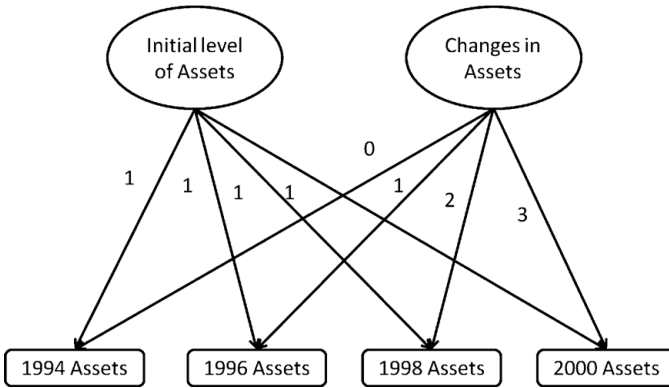 Initial level
of Assets
Changes in
Assets
0
1
1
1
1
1
2
3
1994 Assets
1996 Assets
1998 Assets
2000 Assets